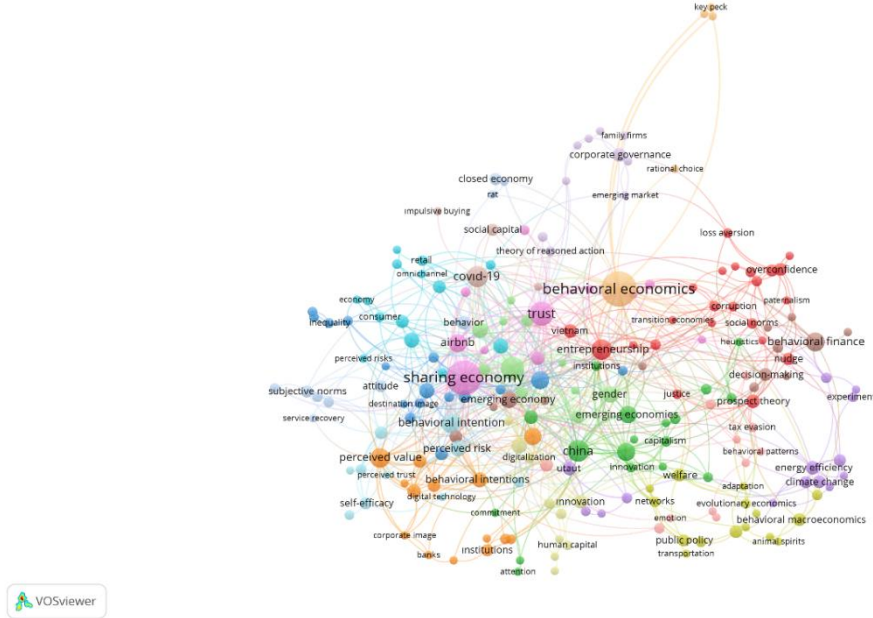 key peck
family firms
corporate governance
rational choice
closed economy
rat
emerging market
impulsive buying
social capital
loss aversion
theory of reasoned action
retail
omnichannel
covid-19
overconfidence
behavioral economics
economy
corruption
paternalism
inequality
consumer
trust
behavior
vietnam
transition economies
social norms
airbnb
entrepreneurship
heuristics
behavioral finance
perceived risks
institutions
nudge
sharing economy
decision-making
subjective norms
attitude
emerging economy
gender
justice
prospect theory
experiment
destination image
service recovery
behavioral intention
emerging economies
tax evasion
perceived risk
china
capitalism
behavioral patterns
perceived value
digitalization
utaut
innovation
energy efficiency
perceived trust
behavioral intentions
welfare
adaptation
climate change
self-efficacy
digital technology
innovation
networks
evolutionary economics
commitment
emotion
behavioral macroeconomics
corporate image
human capital
public policy
animal spirits
banks
institutions
transportation
attention
VOSviewer